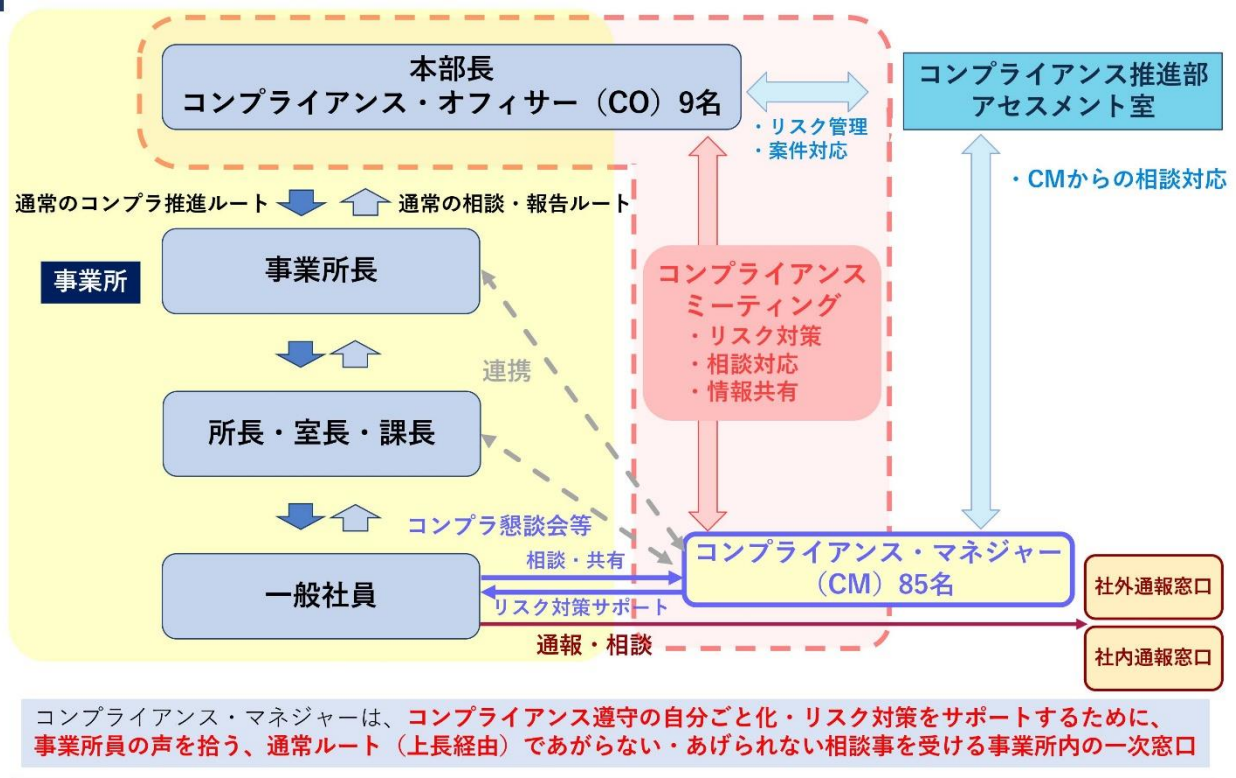 本部長
コンプライアンス・オフィサー（CO）9名
コンプライアンス推進部
アセスメント室
・リスク管理
・案件対応
・CMからの相談対応
通常のコンプラ推進ルート
通常の相談・報告ルート
事業所
事業所長
コンプライアンス
ミーティング
・リスク対策
・相談対応
・情報共有
連携
所長・室長・課長
コンプラ懇談会等
相談・共有
コンプライアンス・マネジャー
（CM）85名
一般社員
リスク対策サポート
通報・相談
社外通報窓口
社内通報窓口
コンプライアンス・マネジャーは、コンプライアンス遵守の自分ごと化・リスク対策をサポートするために、
事業所員の声を拾う、通常ルート（上長経由）であがらない・あげられない相談事を受ける事業所内の一次窓口